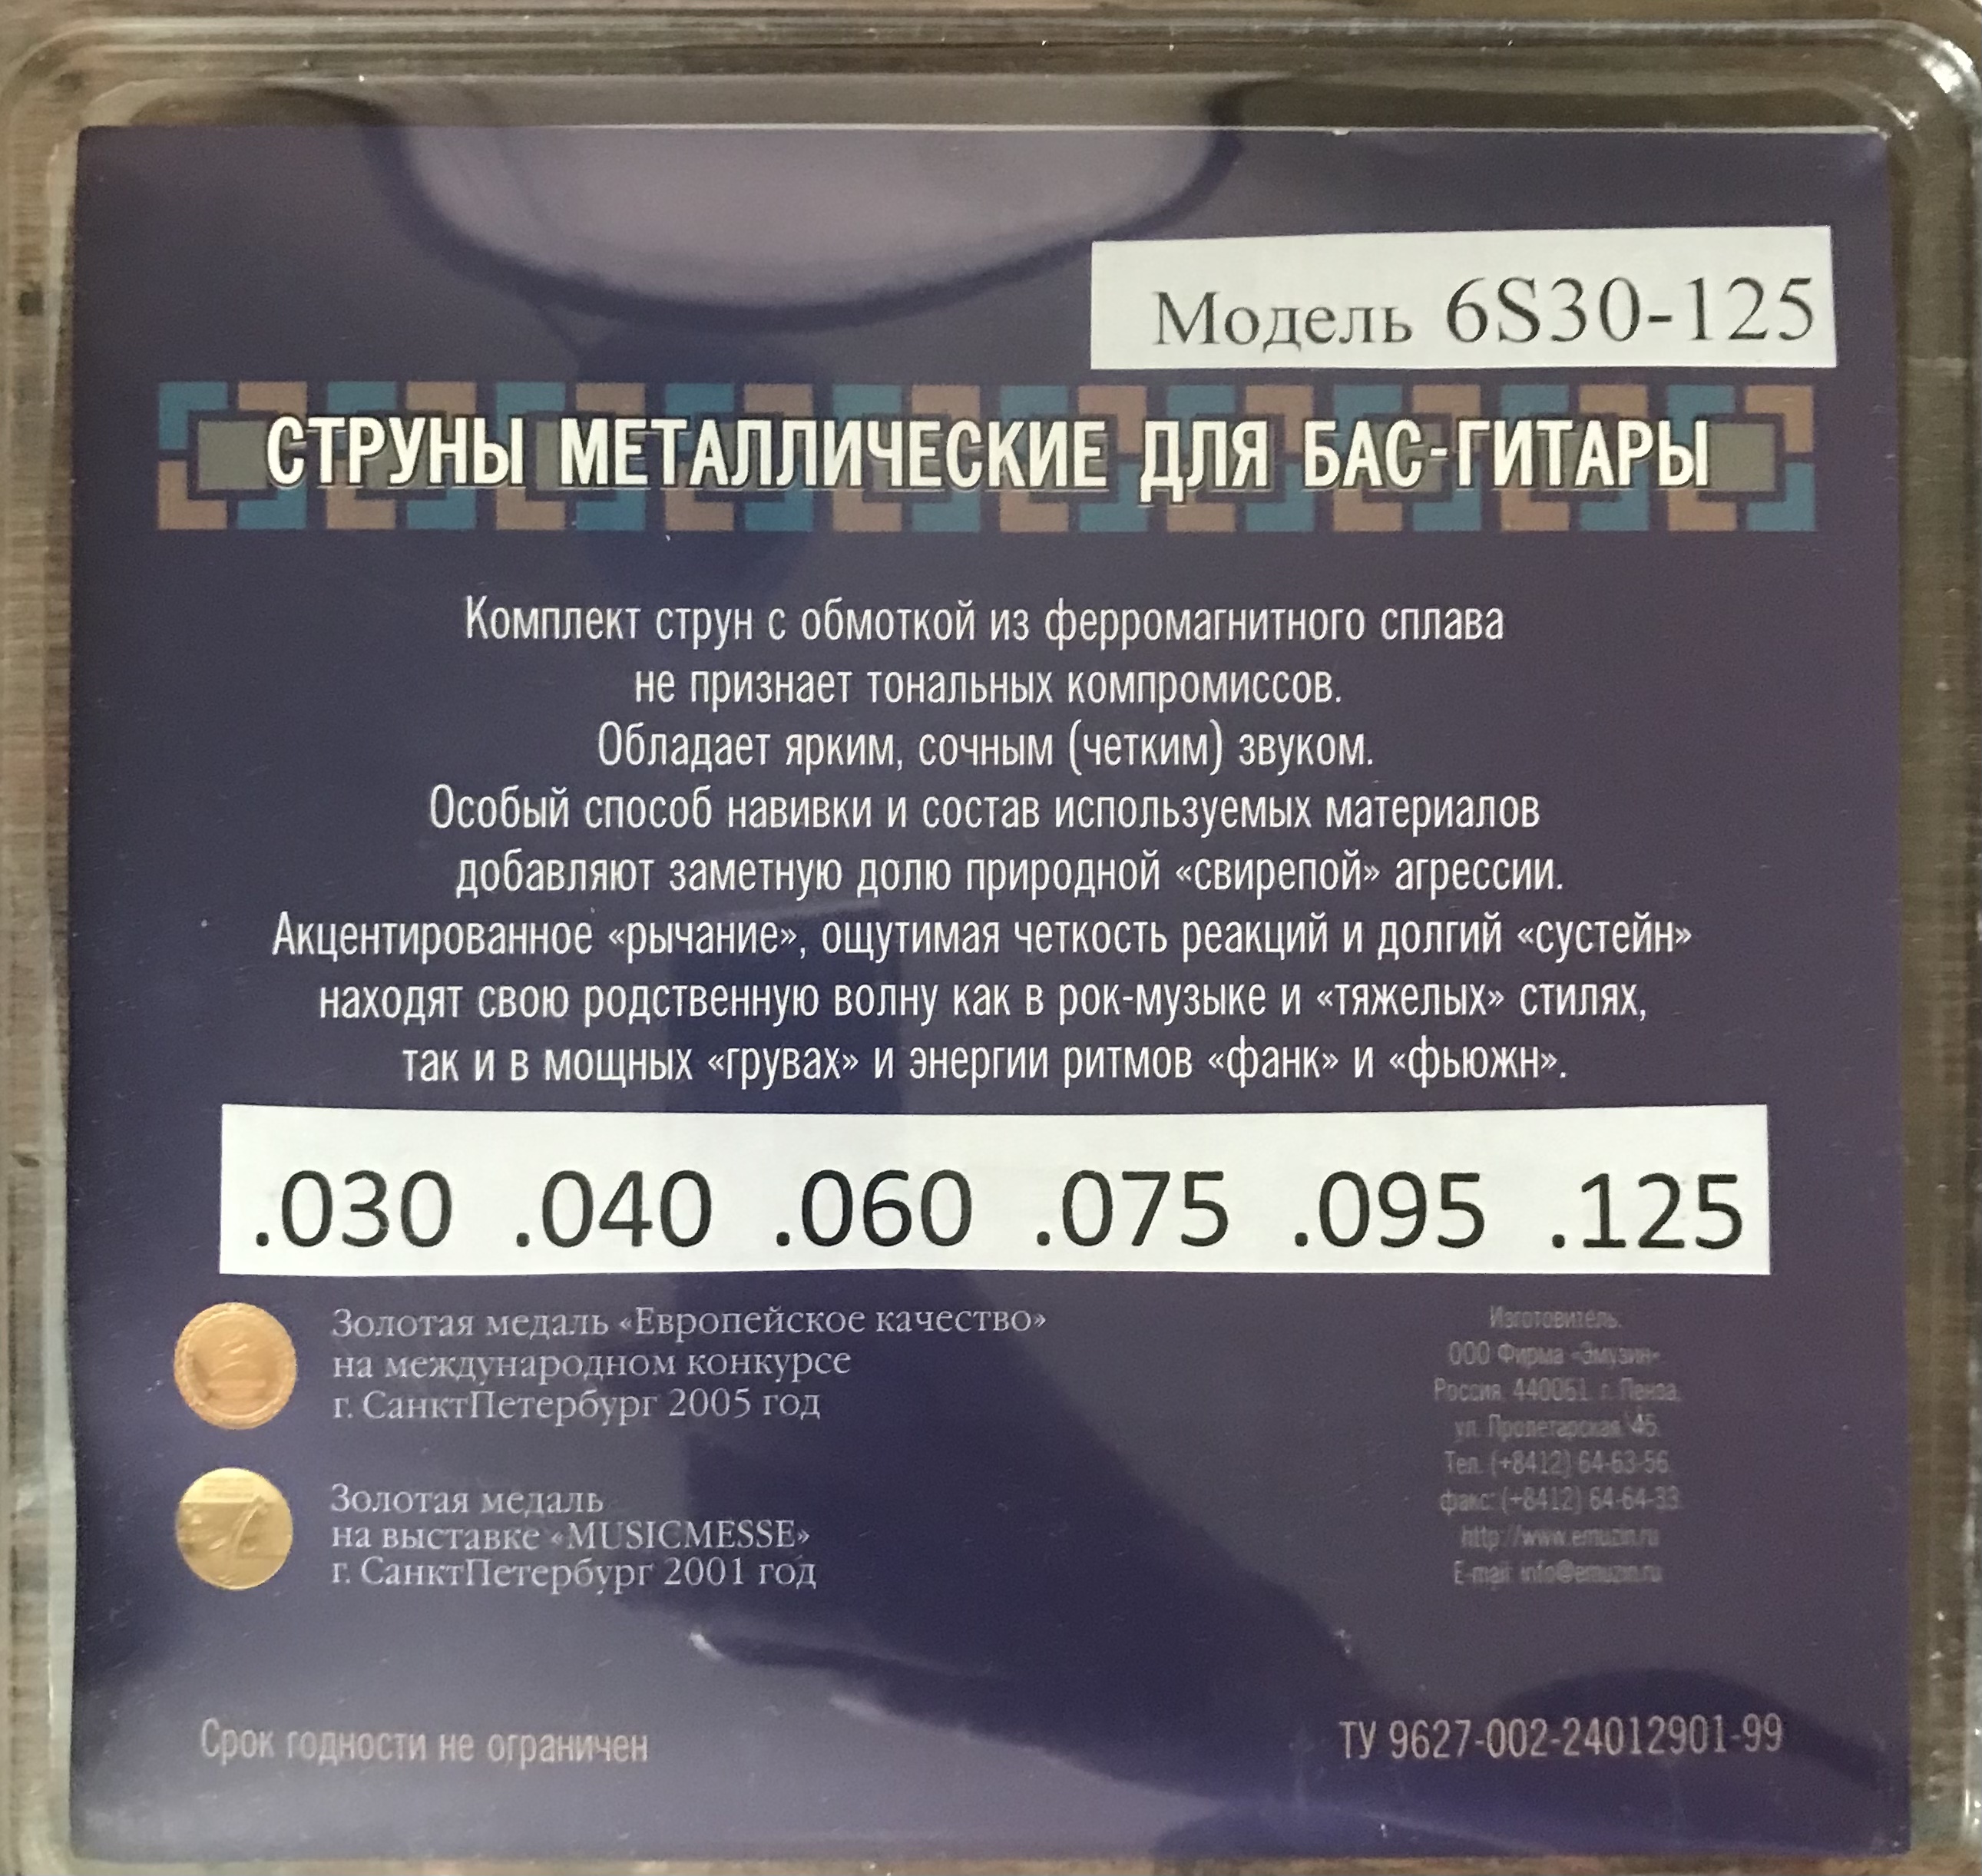 Модель 6S30-125
СТРУНЫ МЕТАЛЛИЧЕСКИЕ ДЛЯ БАС-ГИТАРЫ
Комплект струн с обмоткой из ферромагнитного сплава
не признает тональных компромиссов.
Обладает ярким, сочным (четким) звуком.
Особый способ навивки и состав используемых материалов
добавляют заметную долю природной «свирепой» агрессии.
Акцентированное «рычание», ощутимая четкость реакций и долгий «сустейн»
находят свою родственную волну как в рок-музыке и «тяжелых» стилях,
так и в мощных «грувах» и энергии ритмов «фанк» и «фьюжн».
.030 .040 .060 .075 .095 .125
Золотая медаль «Европейское качество»
на международном конкурсе
г. СанктПетербург 2005 год
Золотая медаль
на выставке «MUSICMESSE»
г. СанктПетербург 2001 год
Изготовитель:
ООО Фирма «Эмузин»
Россия, 440061, г. Пенза,
ул. Пролетарская, 45.
Тел. (+8412) 64-63-56
факс: (+8412) 64-64-33
http://www.emuzin.ru
E-mail: info@emuzin.ru
Срок годности не ограничен
ТУ 9627-002-24012901-99